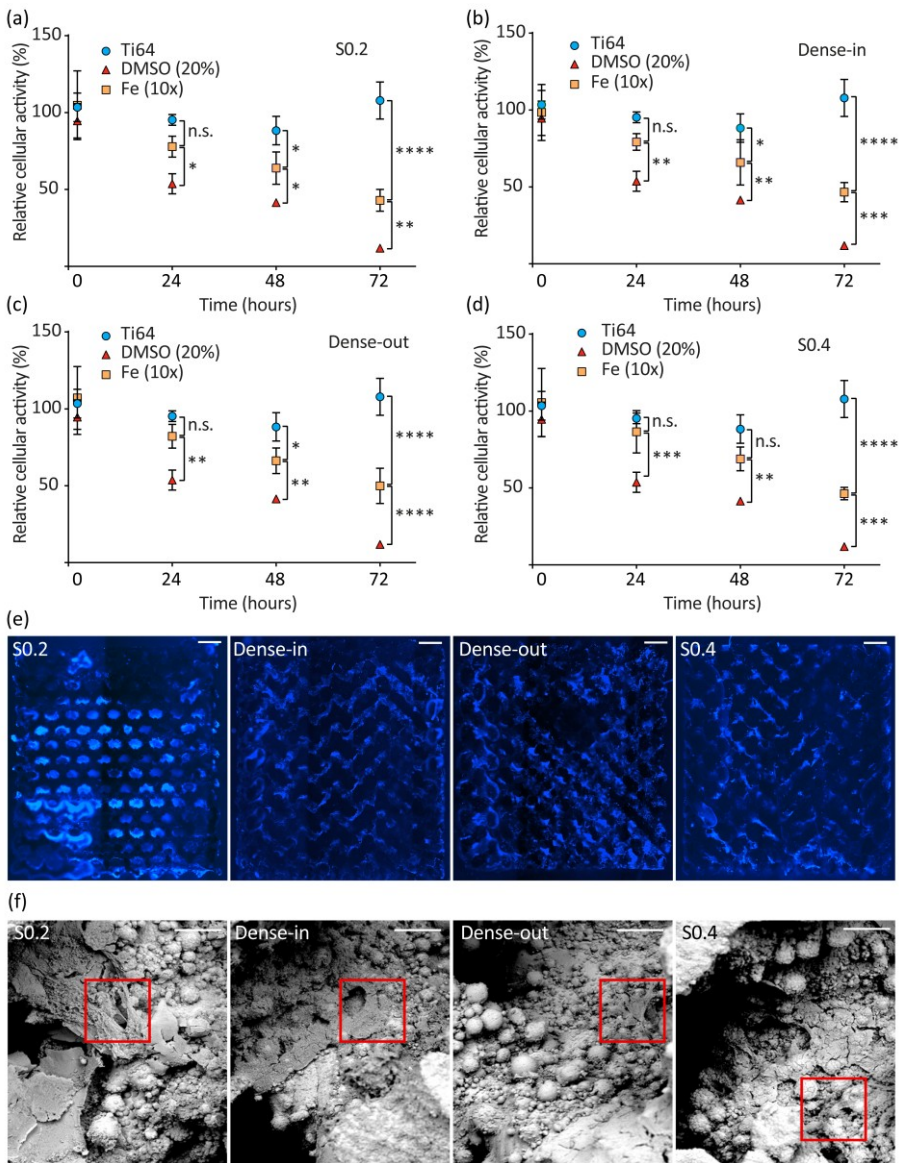 (a)
Relative cellular activity (%)
150
100
50
Ti64
DMSO (20%)
Fe (10x)
S0.2
n.s.
*
*
*
****
**
0
24
48
72
Time (hours)
(b)
Relative cellular activity (%)
150
100
50
Ti64
DMSO (20%)
Fe (10x)
Dense-in
n.s.
**
*
**
****
***
0
24
48
72
Time (hours)
(c)
Relative cellular activity (%)
150
100
50
Ti64
DMSO (20%)
Fe (10x)
Dense-out
n.s.
**
*
**
****
****
0
24
48
72
Time (hours)
(d)
Relative cellular activity (%)
150
100
50
Ti64
DMSO (20%)
Fe (10x)
S0.4
n.s.
***
n.s.
**
****
***
0
24
48
72
Time (hours)
(e)
S0.2
Dense-in
Dense-out
S0.4
(f)
S0.2
Dense-in
Dense-out
S0.4